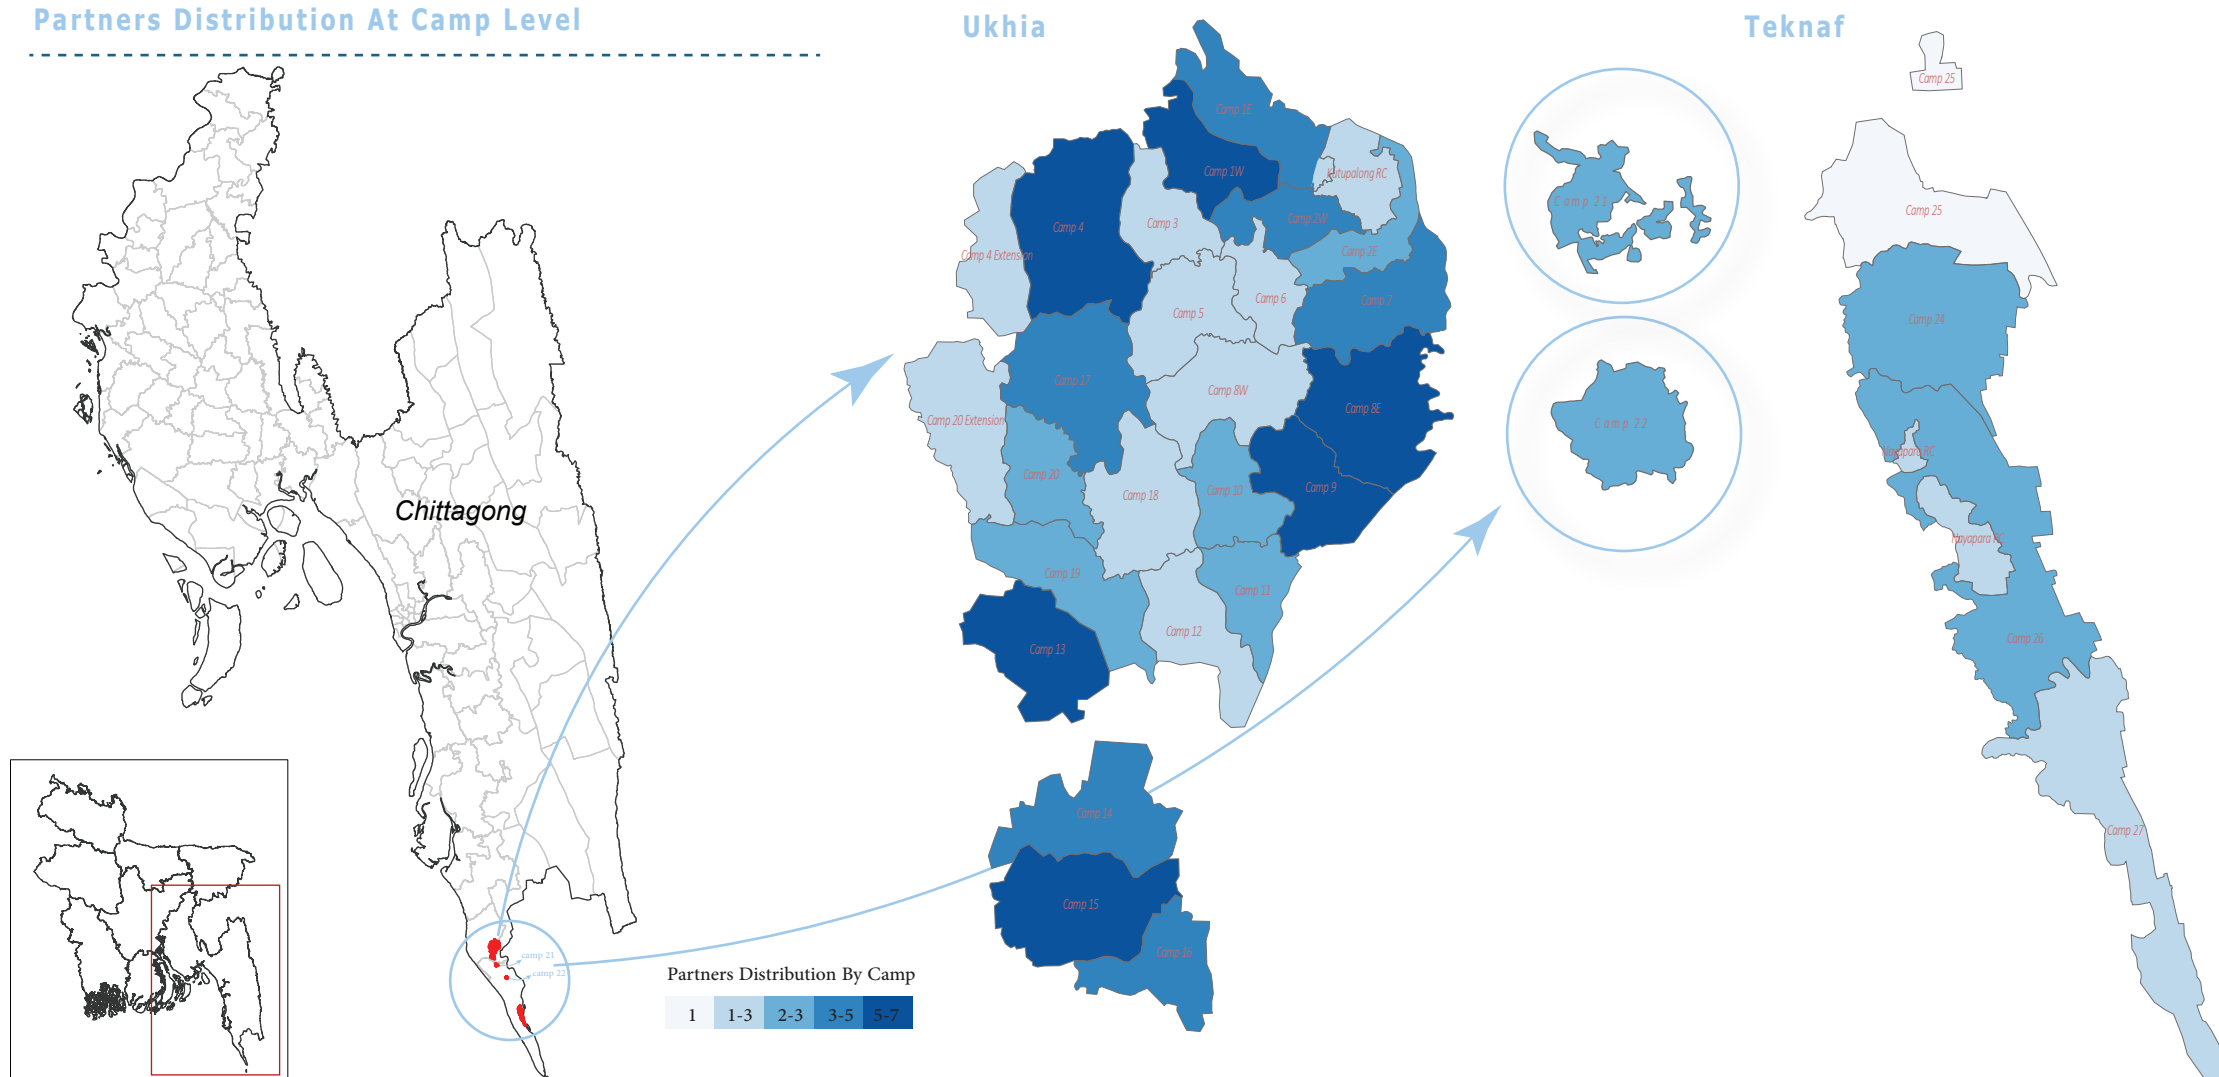 Partners Distribution At Camp Level
Ukhia
Teknaf
Camp 25
Camp 1E
Camp 1W
Kutupalong RC
Camp 21
Camp 25
Camp 4
Camp 3
Camp 2W
Camp 4 Extension
Camp 2E
Camp 6
Camp 7
Camp 5
Camp 24
Camp 17
Camp 8W
Camp 8E
Camp 20 Extension
Camp 22
Nayapara RC
Camp 20
Camp 18
Camp 10
Camp 9
Chittagong
Nayapara RC
Camp 19
Camp 11
Camp 12
Camp 26
Camp 13
Camp 14
Camp 27
Camp 15
Camp 16
camp 21
camp 22
Partners Distribution By Camp
1 1-3 2-3 3-5 5-7